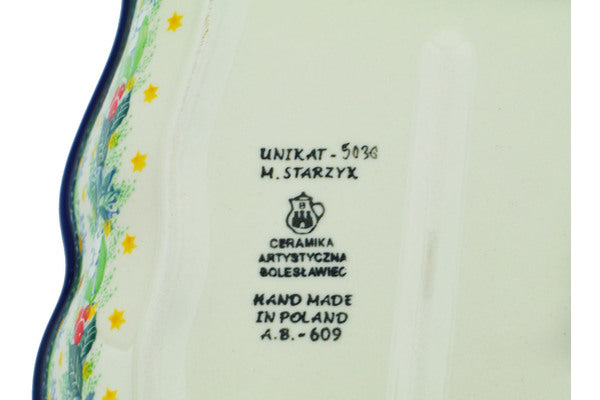 UNIKAT - 5036
M. STARZYK
CERAMIKA
ARTYSTYCZNA
BOLESŁAWIEC
HAND MADE
IN POLAND
A.B.-609